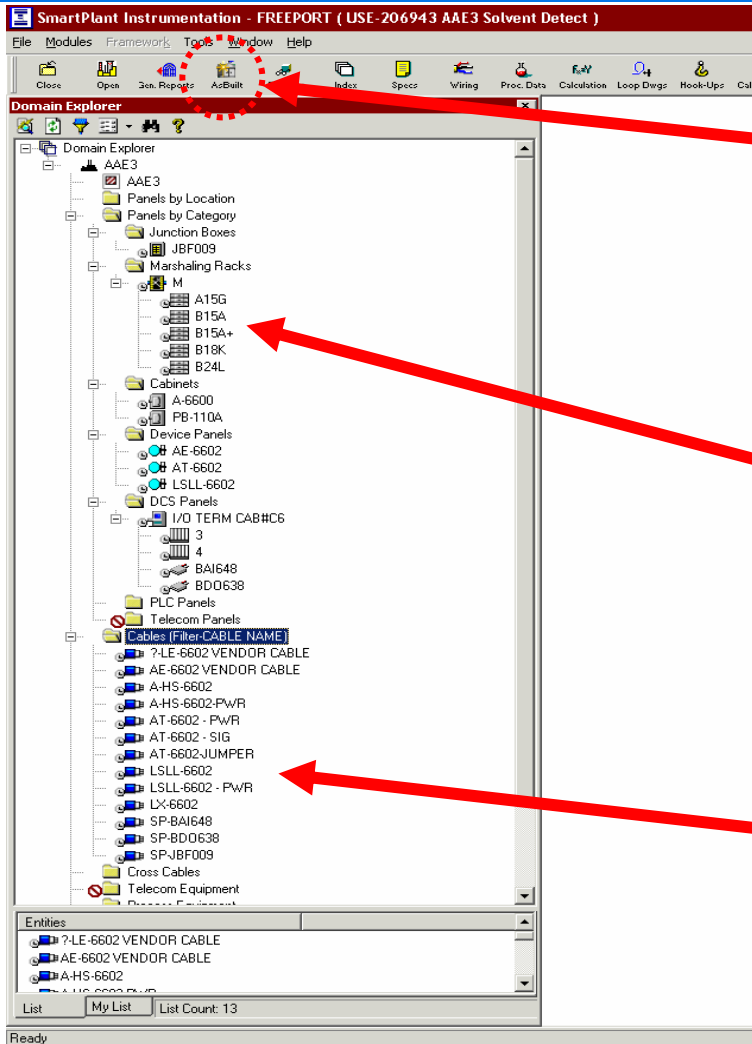 SmartPlant Instrumentation - FREEPORT ( USE-206943 AAE3 Solvent Detect )
File Modules Framework Tools Window Help
Close Open Gen. Reports AsBuilt Index Specs Wiring Proc. Data Calculation Loop Dwgs Hook-Ups Cal
Domain Explorer
Domain Explorer
AAE3
AAE3
Panels by Location
Panels by Category
Junction Boxes
JBF009
Marshaling Racks
M
A15G
B15A
B15A+
B18K
B24L
Cabinets
A-6600
PB-110A
Device Panels
AE-6602
AT-6602
LSLL-6602
DCS Panels
I/O TERM CAB#C6
3
4
BAI648
BDO638
PLC Panels
Telecom Panels
Cables (Filter-CABLE NAME)
?-LE-6602 VENDOR CABLE
AE-6602 VENDOR CABLE
A-HS-6602
A-HS-6602-PWR
AT-6602 - PWR
AT-6602 - SIG
AT-6602-JUMPER
LSLL-6602
LSLL-6602 - PWR
LX-6602
SP-BAI648
SP-BDO638
SP-JBF009
Cross Cables
Telecom Equipment
Entities
?-LE-6602 VENDOR CABLE
AE-6602 VENDOR CABLE
A-HS-6602
List My List List Count: 13
Ready